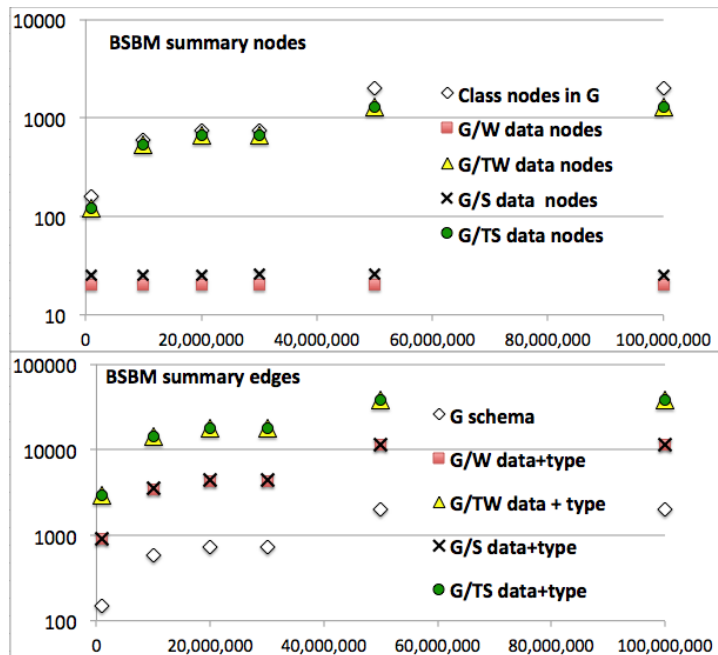 10000
BSBM summary nodes
Class nodes in G
1000
G/W data nodes
G/TW data nodes
100
G/S data nodes
G/TS data nodes
10
0 20,000,000 40,000,000 60,000,000 80,000,000 100,000,000
100000
BSBM summary edges
G schema
10000
G/W data+type
G/TW data + type
1000
G/S data+type
G/TS data+type
100
0 20,000,000 40,000,000 60,000,000 80,000,000 100,000,000